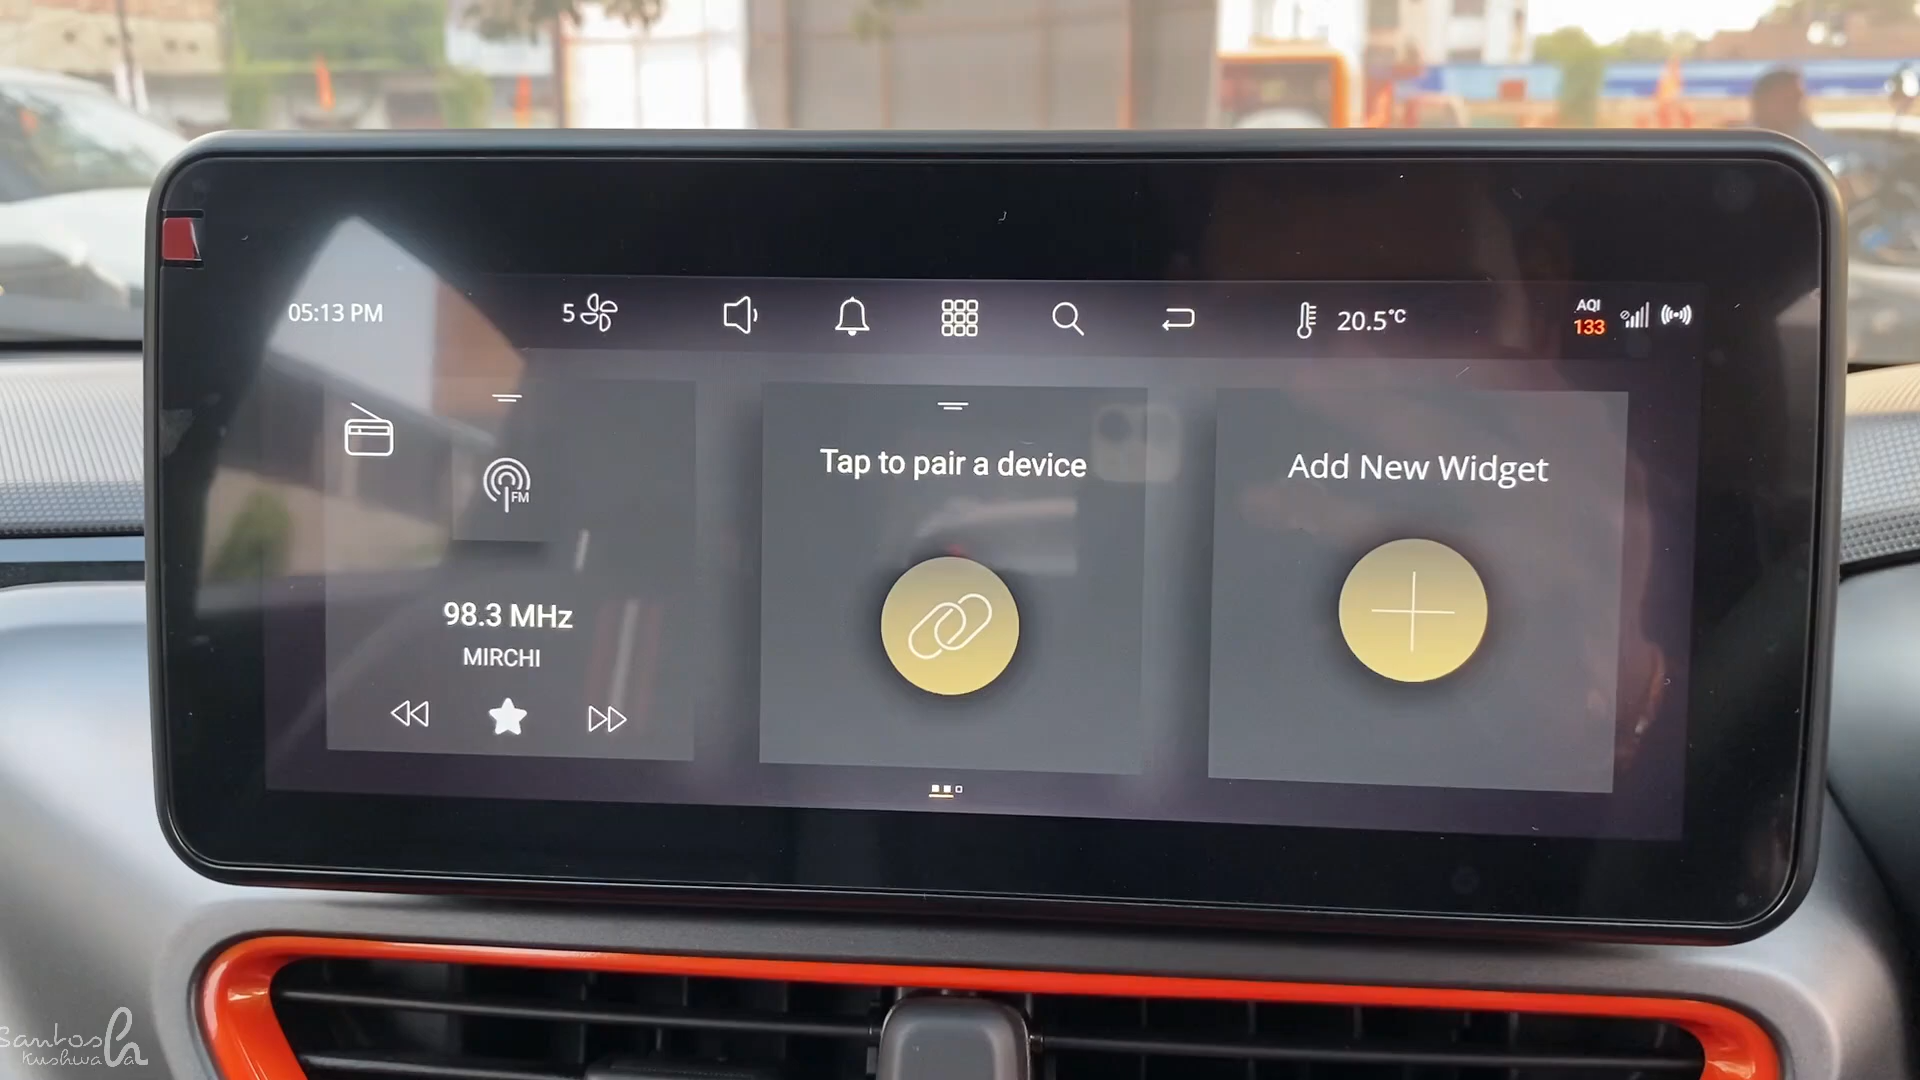 05:13 PM
5
20.5°C
AQI
133
FM
98.3 MHz
MIRCHI
Tap to pair a device
Add New Widget
Santosh
kushwaha